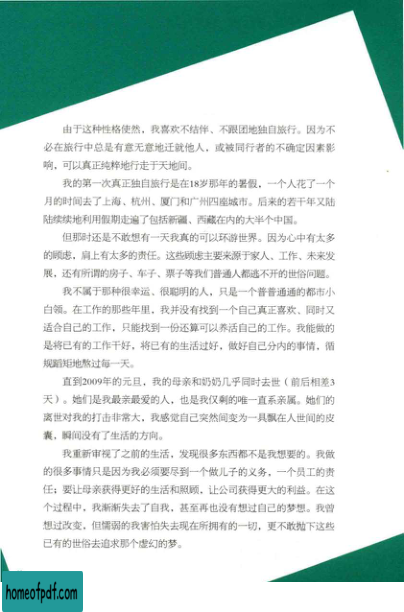 由于这种性格使然，我喜欢不结伴、不跟团地独自旅行。因为不
必在旅行中总是有意无意地迁就他人，或被同行者的不确定因素影
响，可以真正纯粹地行走于天地间。
我的第一次真正独自旅行是在18岁那年的暑假，一个人花了一个
月的时间去了上海、杭州、厦门和广州四座城市。后来的若干年又陆
陆续续地利用假期走遍了包括新疆、西藏在内的大半个中国。
但那时还是不敢想有一天我真的可以环游世界。因为心中有太多
的顾虑，肩上有太多的责任。这些顾虑主要来源于家人、工作、未来发
展，还有所谓的房子、车子、票子等我们普通人都逃不开的世俗问题。
我不属于那种很幸运、很聪明的人，只是一个普普通通的都市小
白领。在工作的那些年里，我并没有找到一个自己真正喜欢、同时又
适合自己的工作，只能找到一份还算可以养活自己的工作。我能做的
是将已有的工作干好，将已有的生活过好，做好自己分内的事情，循
规蹈矩地熬过每一天。
直到2009年的元旦，我的母亲和奶奶几乎同时去世（前后相差3
天）。她们是我最亲最爱的人，也是我仅剩的唯一直系亲属。她们的
离世对我的打击非常大，我感觉自己突然间变为一具飘在人世间的皮
囊，瞬间没有了生活的方向。
我重新审视了之前的生活，发现很多东西都不是我想要的。我做
的很多事情只是因为我必须要尽到一个做儿子的义务，一个员工的责
任；要让母亲获得更好的生活和照顾，让公司获得更大的利益。在这
个过程中，我渐渐失去了自我，甚至再也没有想过自己的梦想。我曾
想过改变，但懦弱的我害怕失去现在所拥有的一切，更不敢抛下这些
已有的世俗去追求那个虚幻的梦。
homeofpdf.com